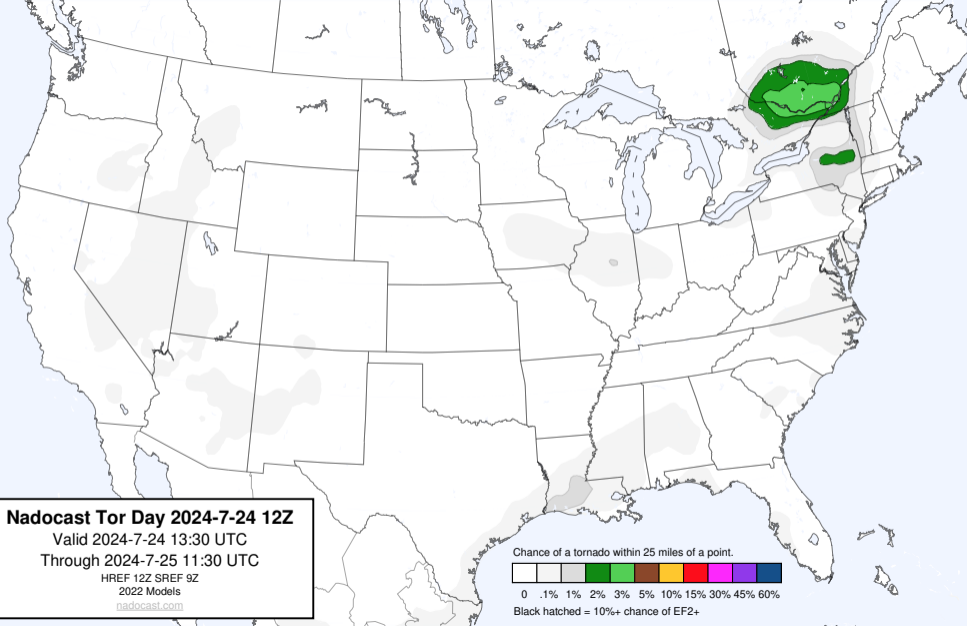 Nadocast Tor Day 2024-7-24 12Z
Valid 2024-7-24 13:30 UTC
Through 2024-7-25 11:30 UTC
HREF 12Z SREF 9Z
2022 Models
nadocast.com
Chance of a tornado within 25 miles of a point.
0 .1% 1% 2% 3% 5% 10% 15% 30% 45% 60%
Black hatched = 10%+ chance of EF2+